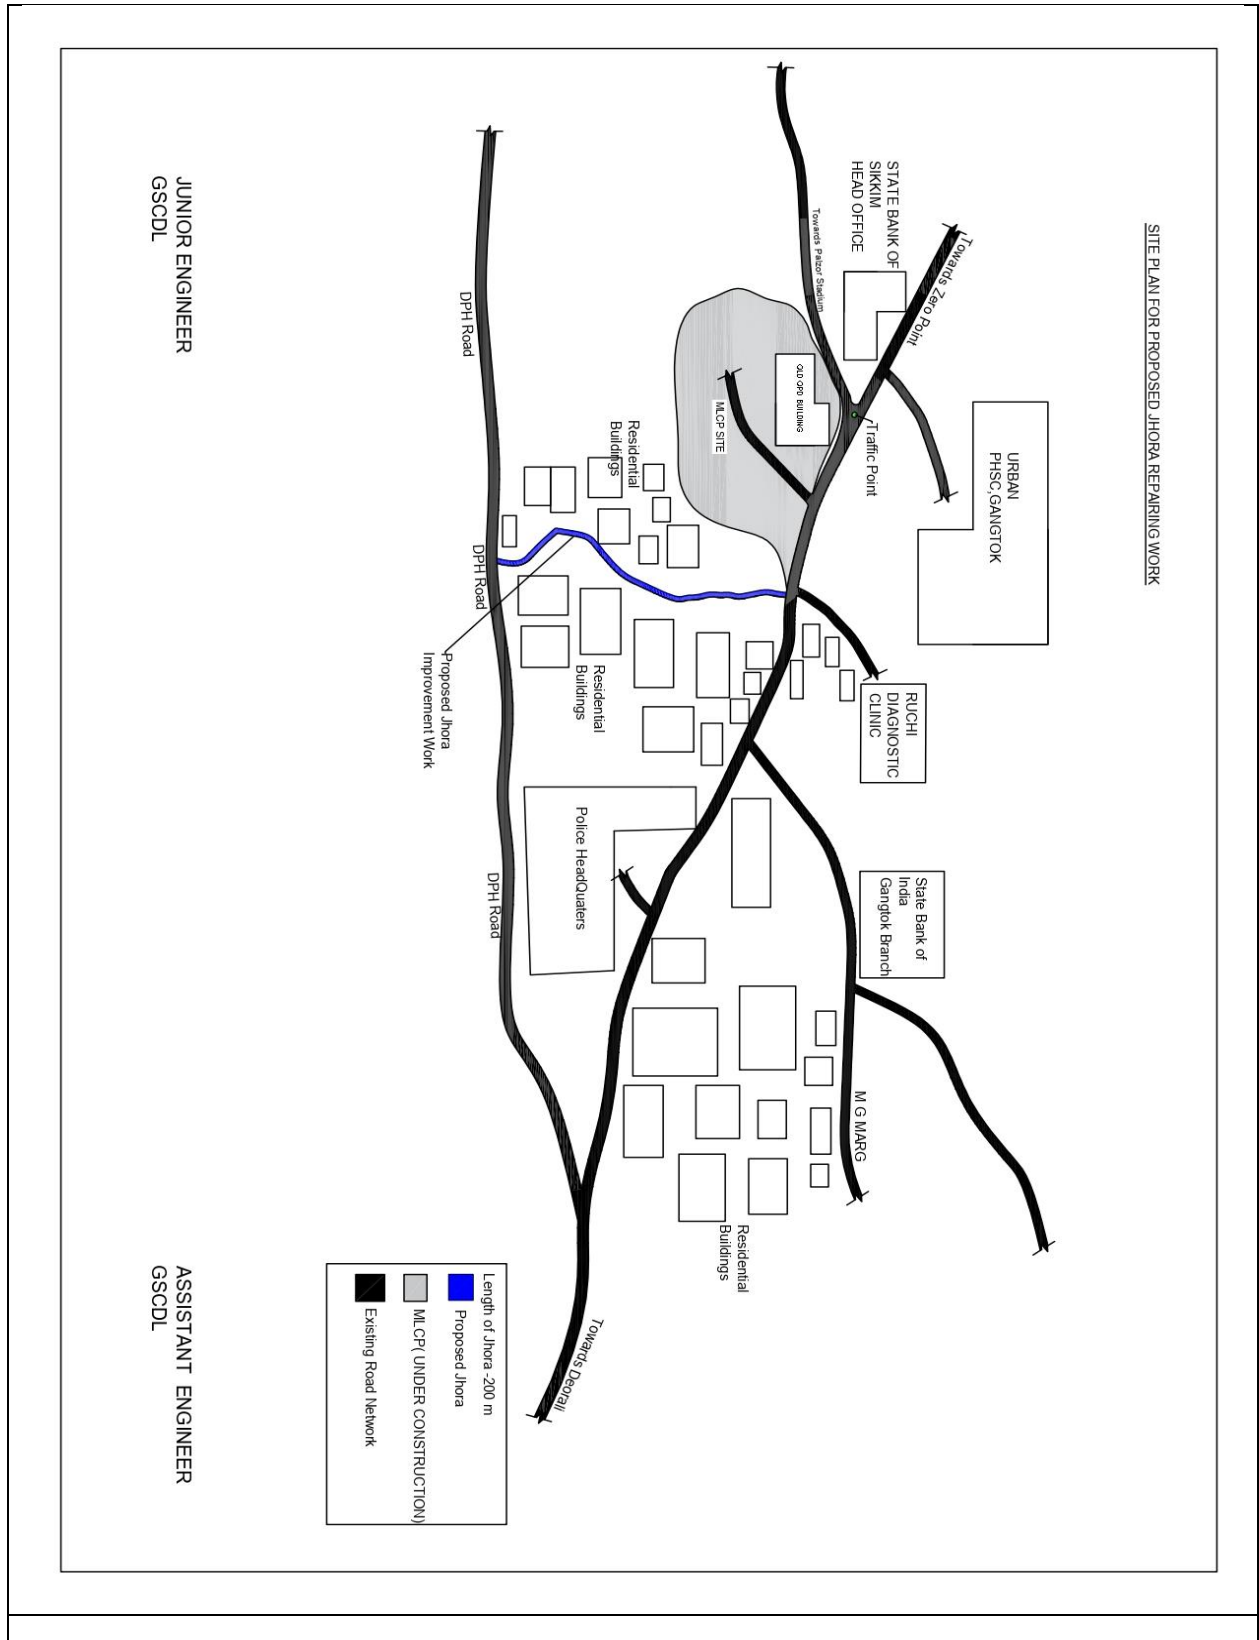 SITE PLAN FOR PROPOSED JHORA REPAIRING WORK
Towards Zero Point
STATE BANK OF
SIKKIM
HEAD OFFICE
Towards Palzor Stadium
URBAN
PHSC,GANGTOK
Traffic Point
OLD OPD BUILDING
MLCP SITE
RUCHI
DIAGNOSTIC
CLINIC
State Bank of
India
Gangtok Branch
M G MARG
Residential
Buildings
Residential
Buildings
Residential
Buildings
Police HeadQuaters
DPH Road
DPH Road
DPH Road
Proposed Jhora
Improvement Work
Towards Deorali
Length of Jhora -200 m
Proposed Jhora
MLCP( UNDER CONSTRUCTION)
Existing Road Network
JUNIOR ENGINEER
GSCDL
ASSISTANT ENGINEER
GSCDL